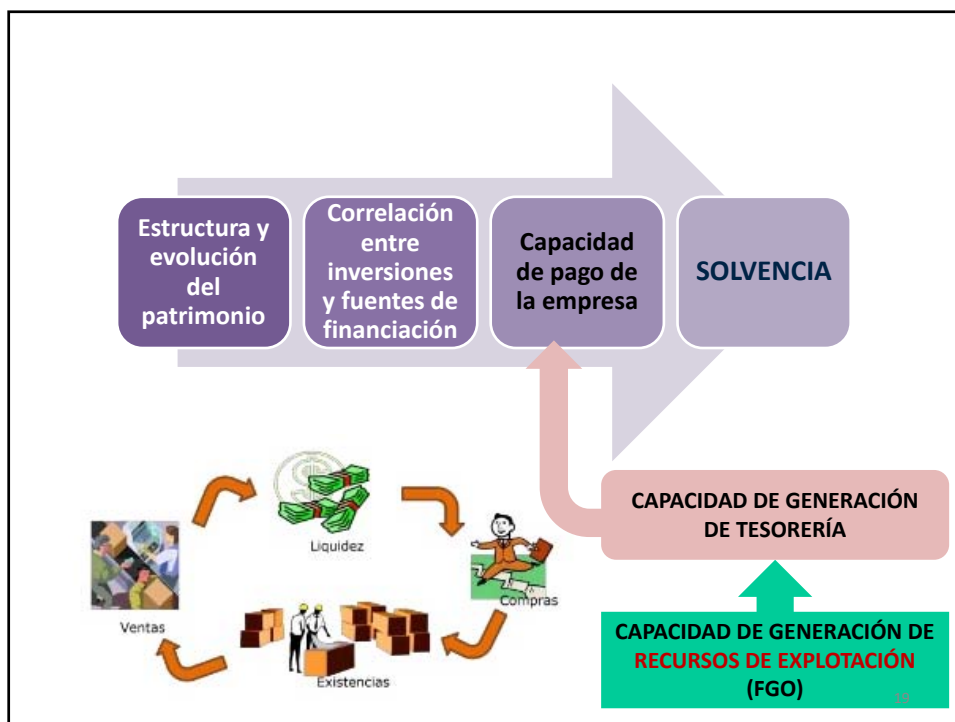 Estructura y
evolución
del
patrimonio
Correlación
entre
inversiones
y fuentes de
financiación
Capacidad
de pago de
la empresa
SOLVENCIA
CAPACIDAD DE GENERACIÓN
DE TESORERÍA
CAPACIDAD DE GENERACIÓN DE
RECURSOS DE EXPLOTACIÓN
(FGO)
Liquidez
Compras
Existencias
Ventas
19